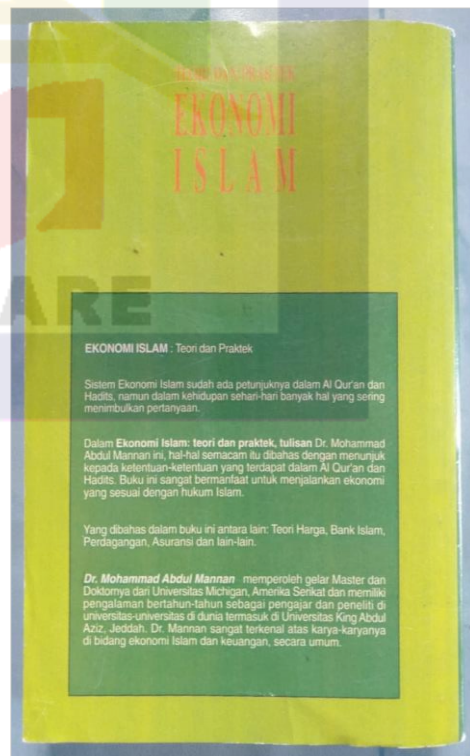 TEORI DAN PRAKTEK
EKONOMI
ISLAM
ARE
EKONOMI ISLAM : Teori dan Praktek
Sistem Ekonomi Islam sudah ada petunjuknya dalam Al Qur'an dan
Hadits, namun dalam kehidupan sehari-hari banyak hal yang sering
menimbulkan pertanyaan.
Dalam Ekonomi Islam: teori dan praktek, tulisan Dr. Mohammad
Abdul Mannan ini, hal-hal semacam itu dibahas dengan menunjuk
kepada ketentuan-ketentuan yang terdapat dalam Al Qur'an dan
Hadits. Buku ini sangat bermanfaat untuk menjalankan ekonomi
yang sesuai dengan hukum Islam.
Yang dibahas dalam buku ini antara lain: Teori Harga, Bank Islam,
Perdagangan, Asuransi dan lain-lain.
Dr. Mohammad Abdul Mannan memperoleh gelar Master dan
Doktornya dari Universitas Michigan, Amerika Serikat dan memiliki
pengalaman bertahun-tahun sebagai pengajar dan peneliti di
universitas-universitas di dunia termasuk di Universitas King Abdul
Aziz, Jeddah. Dr. Mannan sangat terkenal atas karya-karyanya
di bidang ekonomi Islam dan keuangan, secara umum.